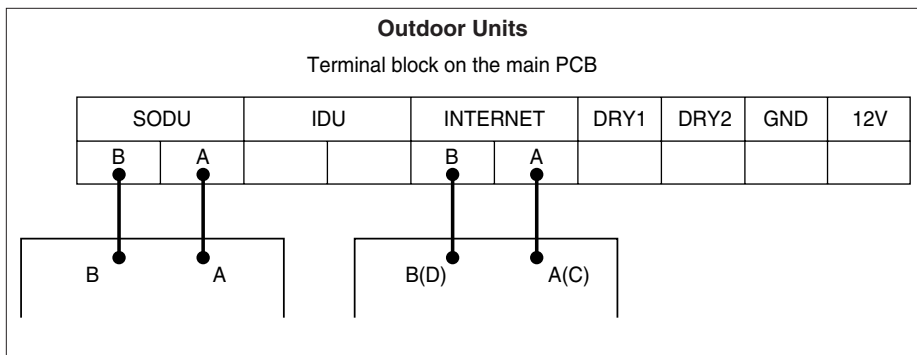 Outdoor Units
Terminal block on the main PCB
SODU IDU INTERNET DRY1 DRY2 GND 12V
B A B A
B A B(D) A(C)